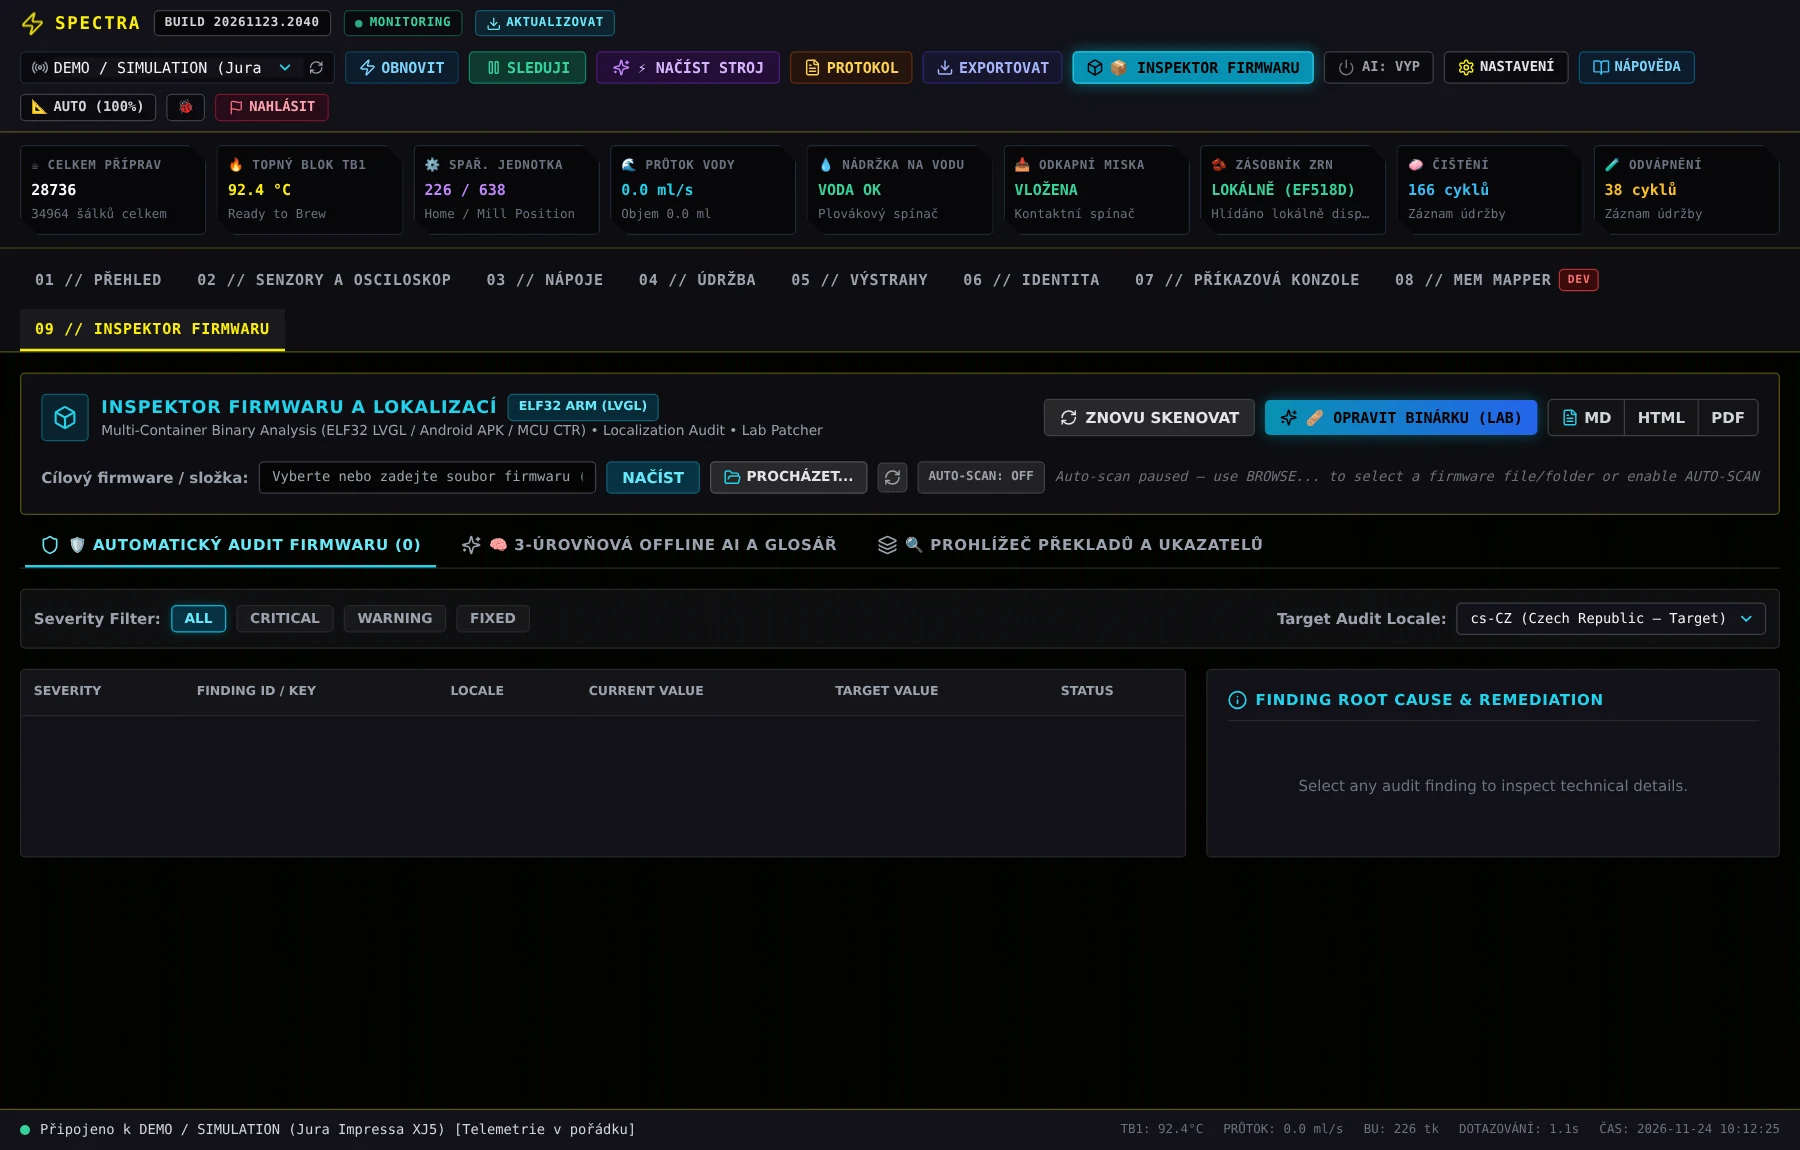 SPECTRA BUILD 20261123.2040 MONITORING AKTUALIZOVAT
DEMO / SIMULATION (Jura OBNOVIT SLEDUJI ⚡ NAČÍST STROJ PROTOKOL EXPORTOVAT INSPEKTOR FIRMWARU AI: VYP NASTAVENÍ NÁPOVĚDA
AUTO (100%) NAHLÁSIT
CELKEM PŘÍPRAV
28736
34964 šálků celkem
TOPNÝ BLOK TB1
92.4 °C
Ready to Brew
SPAŘ. JEDNOTKA
226 / 638
Home / Mill Position
PRŮTOK VODY
0.0 ml/s
Objem 0.0 ml
NÁDRŽKA NA VODU
VODA OK
Plovákový spínač
ODKAPNÍ MISKA
VLOŽENA
Kontaktní spínač
ZÁSOBNÍK ZRN
LOKÁLNĚ (EF518D)
Hlídáno lokálně disp…
ČIŠTĚNÍ
166 cyklů
Záznam údržby
ODVÁPNĚNÍ
38 cyklů
Záznam údržby
01 // PŘEHLED 02 // SENZORY A OSCILOSKOP 03 // NÁPOJE 04 // ÚDRŽBA 05 // VÝSTRAHY 06 // IDENTITA 07 // PŘÍKAZOVÁ KONZOLE 08 // MEM MAPPER DEV
09 // INSPEKTOR FIRMWARU
INSPEKTOR FIRMWARU A LOKALIZACÍ ELF32 ARM (LVGL)
Multi-Container Binary Analysis (ELF32 LVGL / Android APK / MCU CTR) • Localization Audit • Lab Patcher
ZNOVU SKENOVAT OPRAVIT BINÁRKU (LAB) MD HTML PDF
Cílový firmware / složka: Vyberte nebo zadejte soubor firmwaru ( NAČÍST PROCHÁZET... AUTO-SCAN: OFF Auto-scan paused — use BROWSE... to select a firmware file/folder or enable AUTO-SCAN
AUTOMATICKÝ AUDIT FIRMWARU (0) 3-ÚROVŇOVÁ OFFLINE AI A GLOSÁŘ PROHLÍŽEČ PŘEKLADŮ A UKAZATELŮ
Severity Filter: ALL CRITICAL WARNING FIXED Target Audit Locale: cs-CZ (Czech Republic — Target)
SEVERITY FINDING ID / KEY LOCALE CURRENT VALUE TARGET VALUE STATUS
FINDING ROOT CAUSE & REMEDIATION
Select any audit finding to inspect technical details.
Připojeno k DEMO / SIMULATION (Jura Impressa XJ5) [Telemetrie v pořádku] TB1: 92.4°C PRŮTOK: 0.0 ml/s BU: 226 tk DOTAZOVÁNÍ: 1.1s ČAS: 2026-11-24 10:12:25